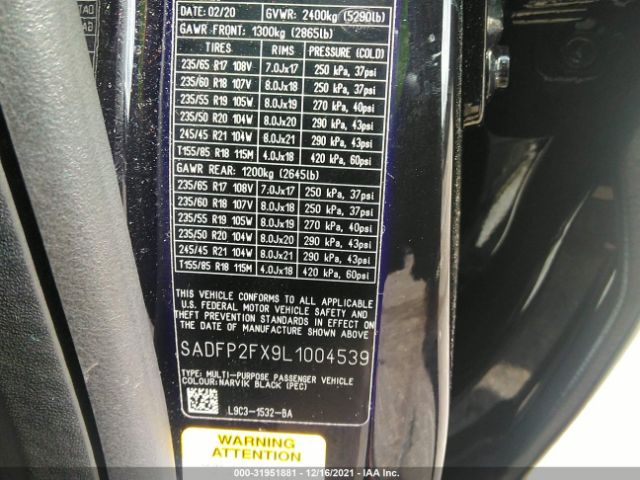 DATE: 02/20 GVWR: 2400kg (5290lb)
GAWR FRONT: 1300kg (2865lb)
TIRES RIMS PRESSURE (COLD)
235/65 R17 108V 7.0Jx17 250 kPa, 37psi
235/60 R18 107V 8.0Jx18 250 kPa, 37psi
235/55 R19 105W 8.0Jx19 270 kPa, 40psi
235/50 R20 104W 8.0Jx20 290 kPa, 43psi
245/45 R21 104W 8.0Jx21 290 kPa, 43psi
T155/85 R18 115M 4.0Jx18 420 kPa, 60psi
GAWR REAR: 1200kg (2645lb)
235/65 R17 108V 7.0Jx17 250 kPa, 37psi
235/60 R18 107V 8.0Jx18 250 kPa, 37psi
235/55 R19 105W 8.0Jx19 270 kPa, 40psi
235/50 R20 104W 8.0Jx20 290 kPa, 43psi
245/45 R21 104W 8.0Jx21 290 kPa, 43psi
T155/85 R18 115M 4.0Jx18 420 kPa, 60psi
THIS VEHICLE CONFORMS TO ALL APPLICABLE
U.S. FEDERAL MOTOR VEHICLE SAFETY AND
THEFT PREVENTION STANDARDS IN EFFECT ON
THE DATE OF MANUFACTURE SHOWN ABOVE
SADFP2FX9L1004539
TYPE: MULTI-PURPOSE PASSENGER VEHICLE
COLOUR: NARVIK BLACK (PEC)
L9C3-1532-BA
WARNING
ATTENTION
000-31951881 - 12/16/2021 - IAA Inc.